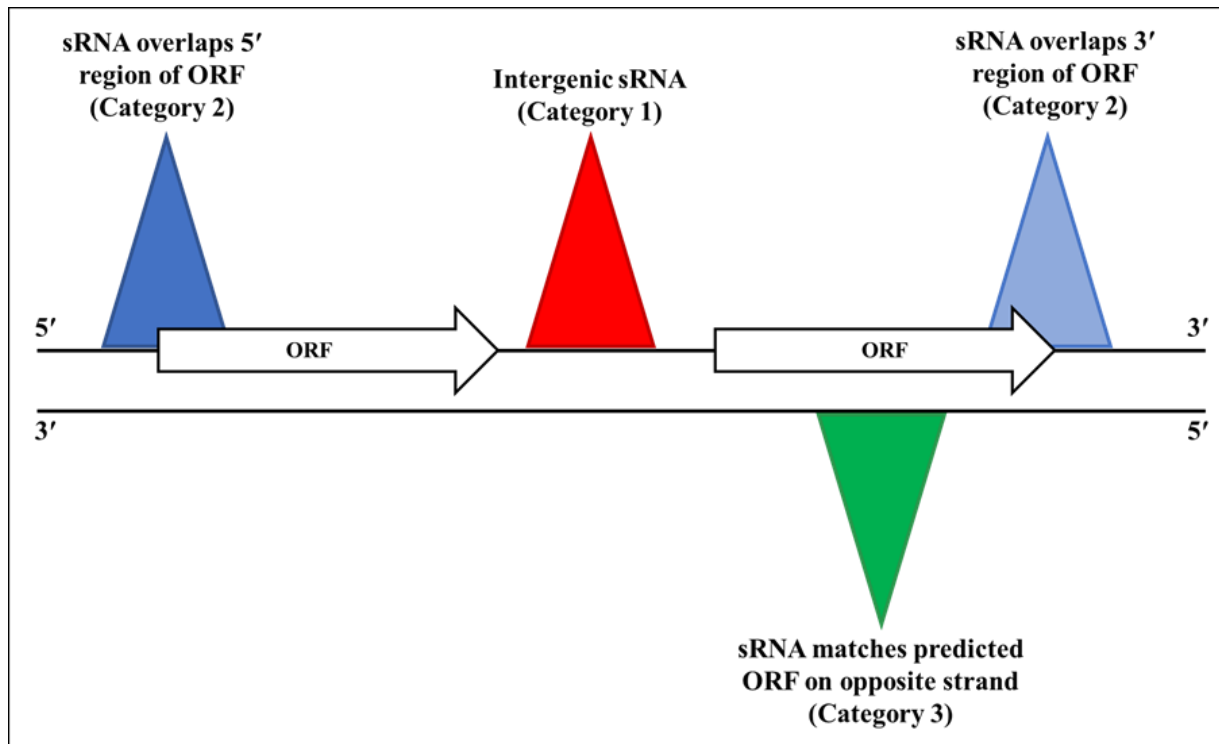 sRNA overlaps 5′
region of ORF
(Category 2)
Intergenic sRNA
(Category 1)
sRNA overlaps 3′
region of ORF
(Category 2)
5′
3′
ORF
ORF
3′
5′
sRNA matches predicted
ORF on opposite strand
(Category 3)